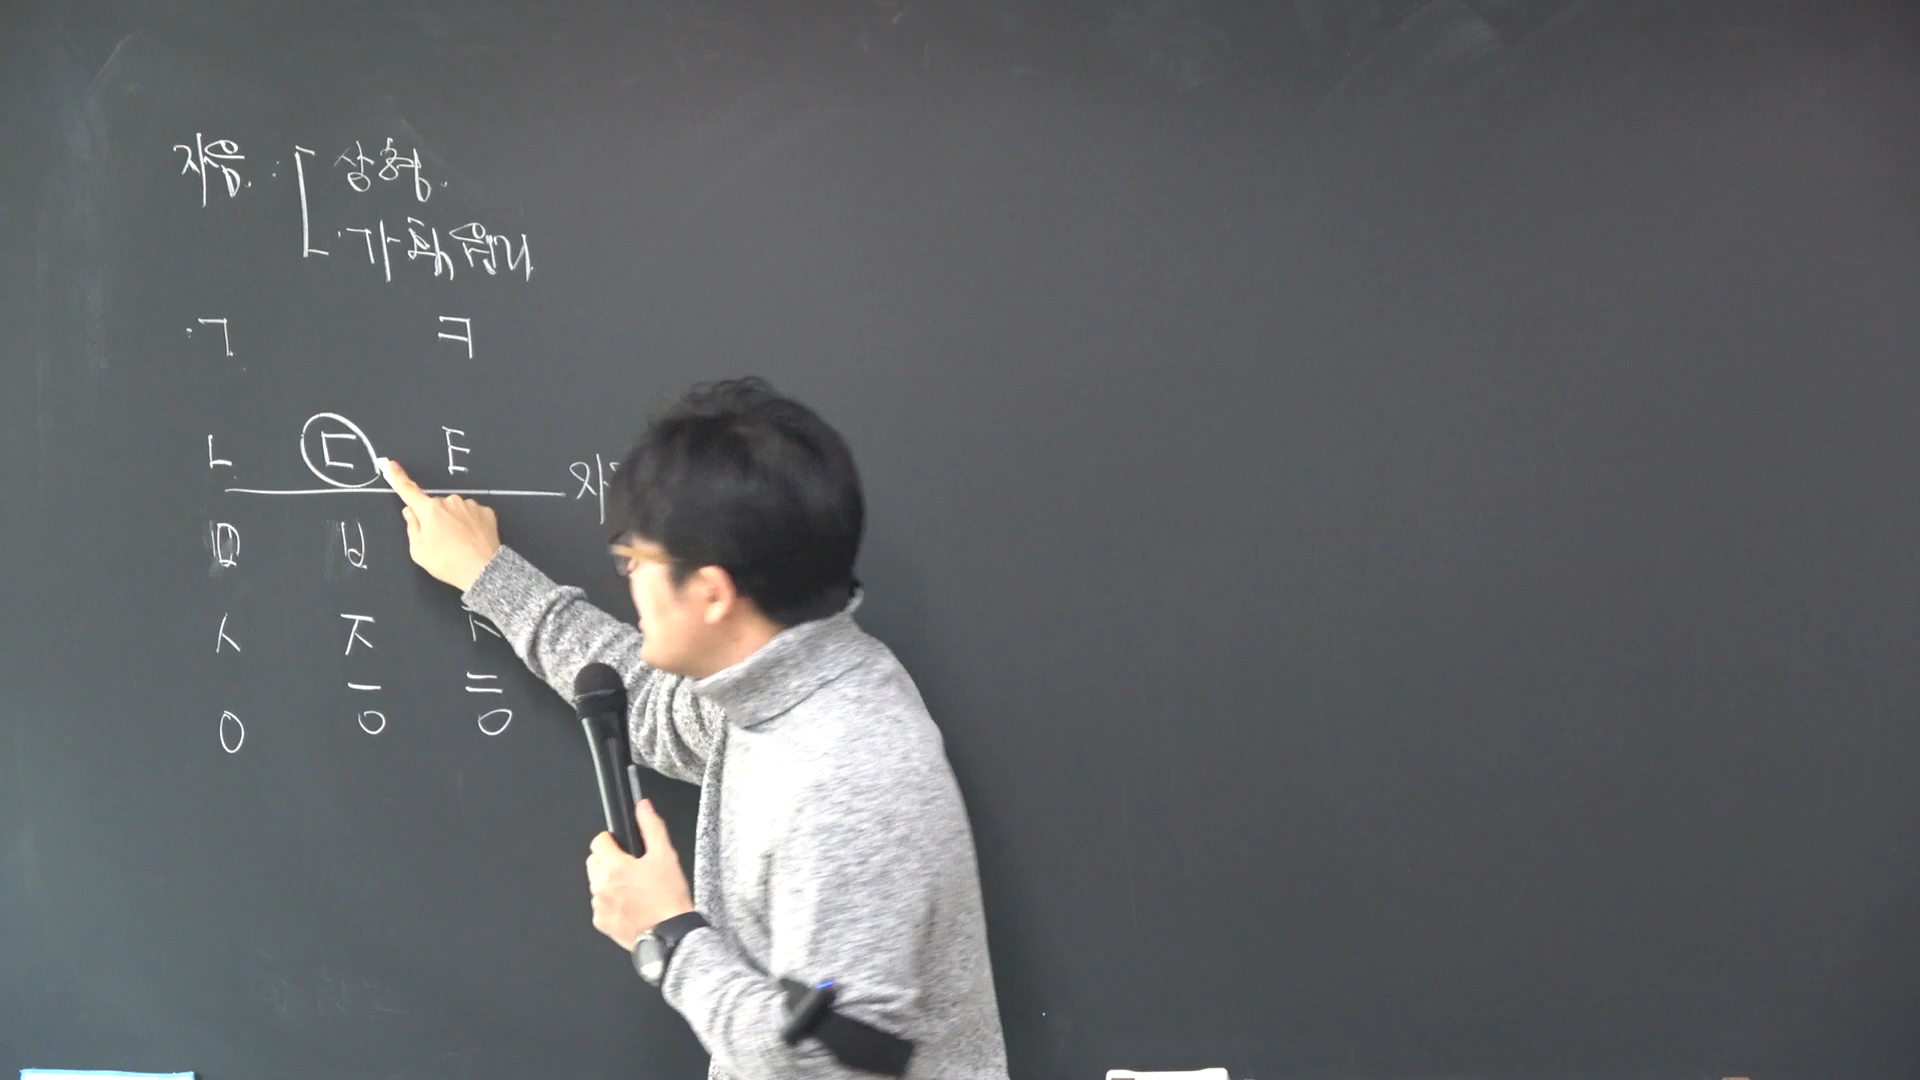 자음 : [ 상형
가획원리
ㄱ ㅋ
ㄴ ㄷ ㅌ
ㅁ ㅂ
ㅅ ㅈ
ㅇ ㆆ ㅎ